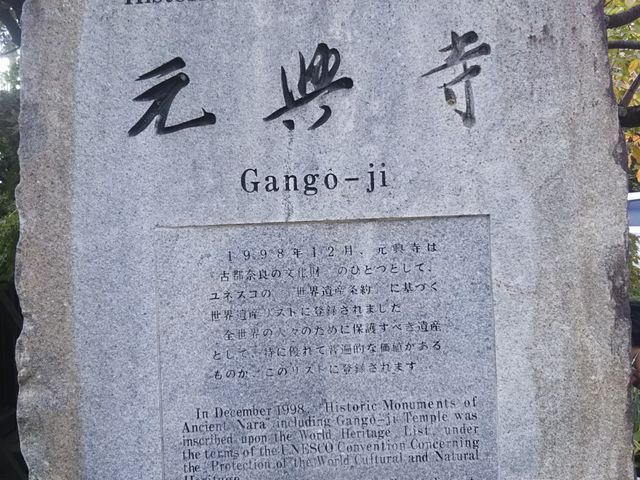 元興寺
Gangō-ji
1998年12月、元興寺は
“古都奈良の文化財”のひとつとして、
ユネスコの“世界遺産条約”に基づく
世界遺産リストに登録されました
全世界の人々のために保護すべき遺産
として 特に優れて普遍的な価値がある
ものが このリストに登録されます
In December 1998, "Historic Monuments of
Ancient Nara" including Gangō-ji Temple was
inscribed upon the World Heritage List under
the terms of the UNESCO Convention Concerning
the Protection of the World Cultural and Natural
Heritage